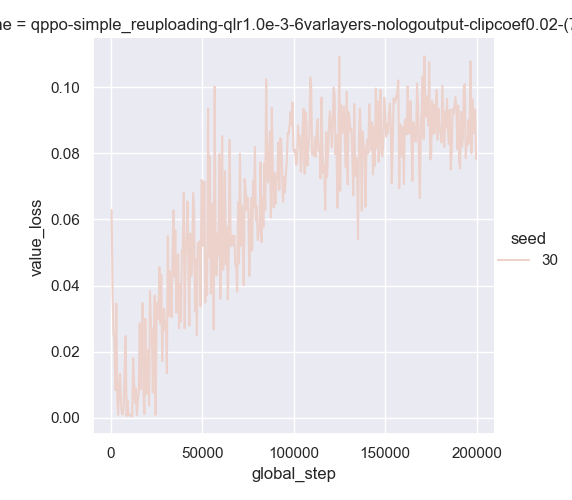 ne = qppo-simple_reuploading-qlr1.0e-3-6varlayers-nologoutput-clipcoef0.02-(7
0.10
0.08
0.06
0.04
0.02
0.00
value_loss
0 50000 100000 150000 200000
global_step
seed
30